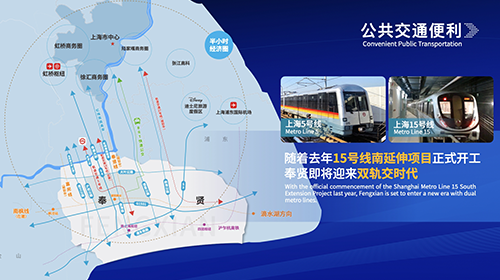 公共交通便利
Convenient Public Transportation
半小时
经济圈
上海市中心
虹桥商务圈
陆家嘴商务圈
虹桥枢纽
徐汇商务圈
张江高科
Disney
迪士尼旅游
度假区
上海浦东国际机场
浦 东
奉 贤
滴水湖方向
上海5号线
Metro Line 5
上海15号线
Metro Line 15
随着去年15号线南延伸项目正式开工
奉贤即将迎来双轨交时代
With the official commencement of the Shanghai Metro Line 15 South
Extension Project last year, Fengxian is set to enter a new era with dual
metro lines.